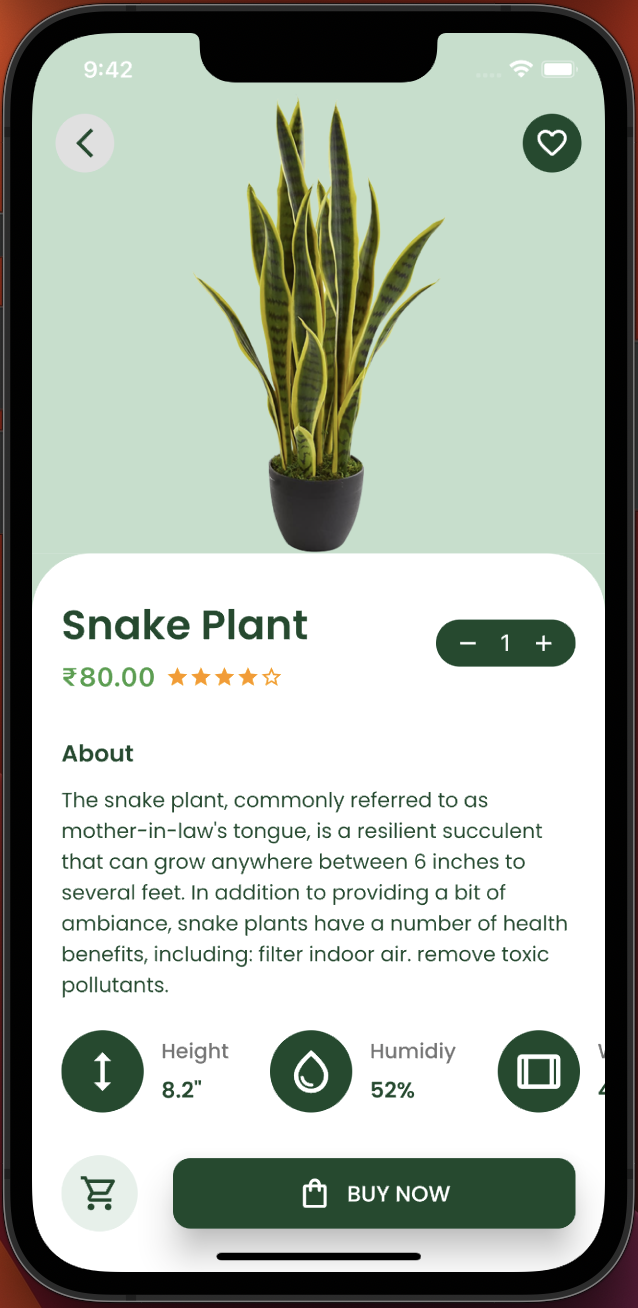 9:42
Snake Plant
− 1 +
₹80.00
About
The snake plant, commonly referred to as
mother-in-law's tongue, is a resilient succulent
that can grow anywhere between 6 inches to
several feet. In addition to providing a bit of
ambiance, snake plants have a number of health
benefits, including: filter indoor air. remove toxic
pollutants.
Height
8.2"
Humidiy
52%
BUY NOW